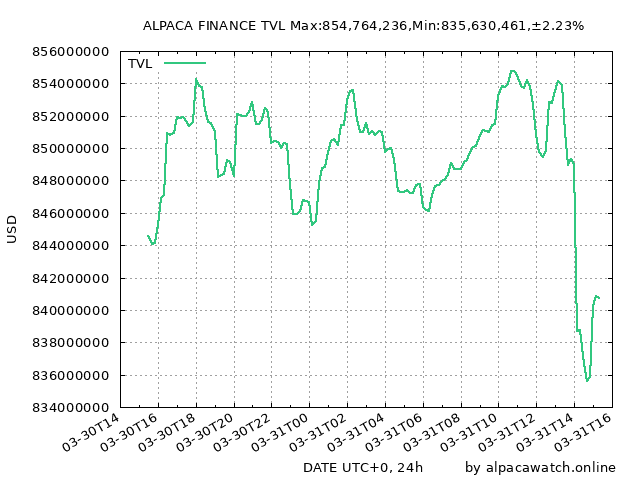 ALPACA FINANCE TVL Max:854,764,236,Min:835,630,461,±2.23%
TVL
856000000
854000000
852000000
850000000
848000000
846000000
844000000
842000000
840000000
838000000
836000000
834000000
USD
03-30T14
03-30T16
03-30T18
03-30T20
03-30T22
03-31T00
03-31T02
03-31T04
03-31T06
03-31T08
03-31T10
03-31T12
03-31T14
03-31T16
DATE UTC+0, 24h
by alpacawatch.online